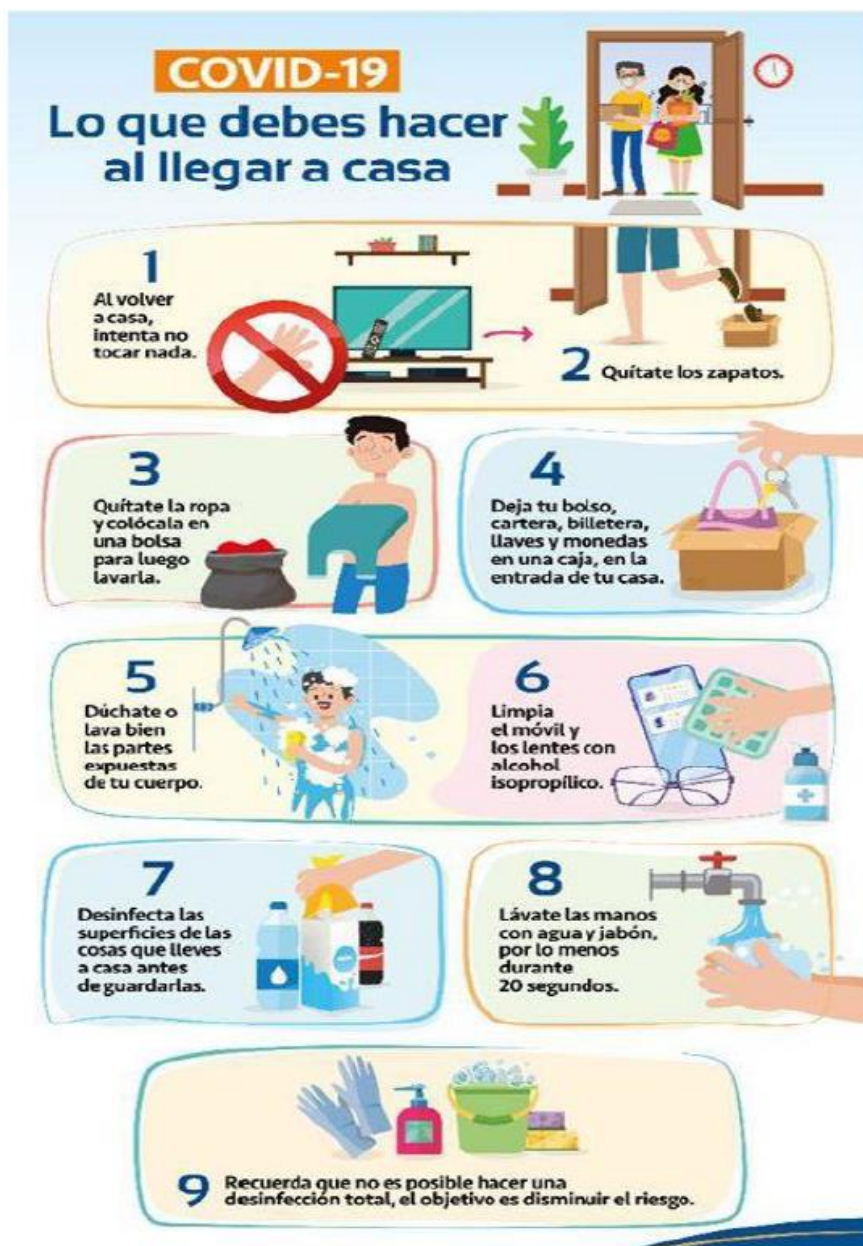 COVID-19
Lo que debes hacer
al llegar a casa
1
Al volver
a casa,
intenta no
tocar nada.
2 Quítate los zapatos.
3
Quítate la ropa
y colócala en
una bolsa
para luego
lavarla.
4
Deja tu bolso,
cartera, billetera,
llaves y monedas
en una caja, en la
entrada de tu casa.
5
Dúchate o
lava bien
las partes
expuestas
de tu cuerpo.
6
Limpia
el móvil y
los lentes con
alcohol
isopropílico.
7
Desinfecta las
superficies de las
cosas que lleves
a casa antes
de guardarlas.
8
Lávate las manos
con agua y jabón,
por lo menos
durante
20 segundos.
9 Recuerda que no es posible hacer una
desinfección total, el objetivo es disminuir el riesgo.